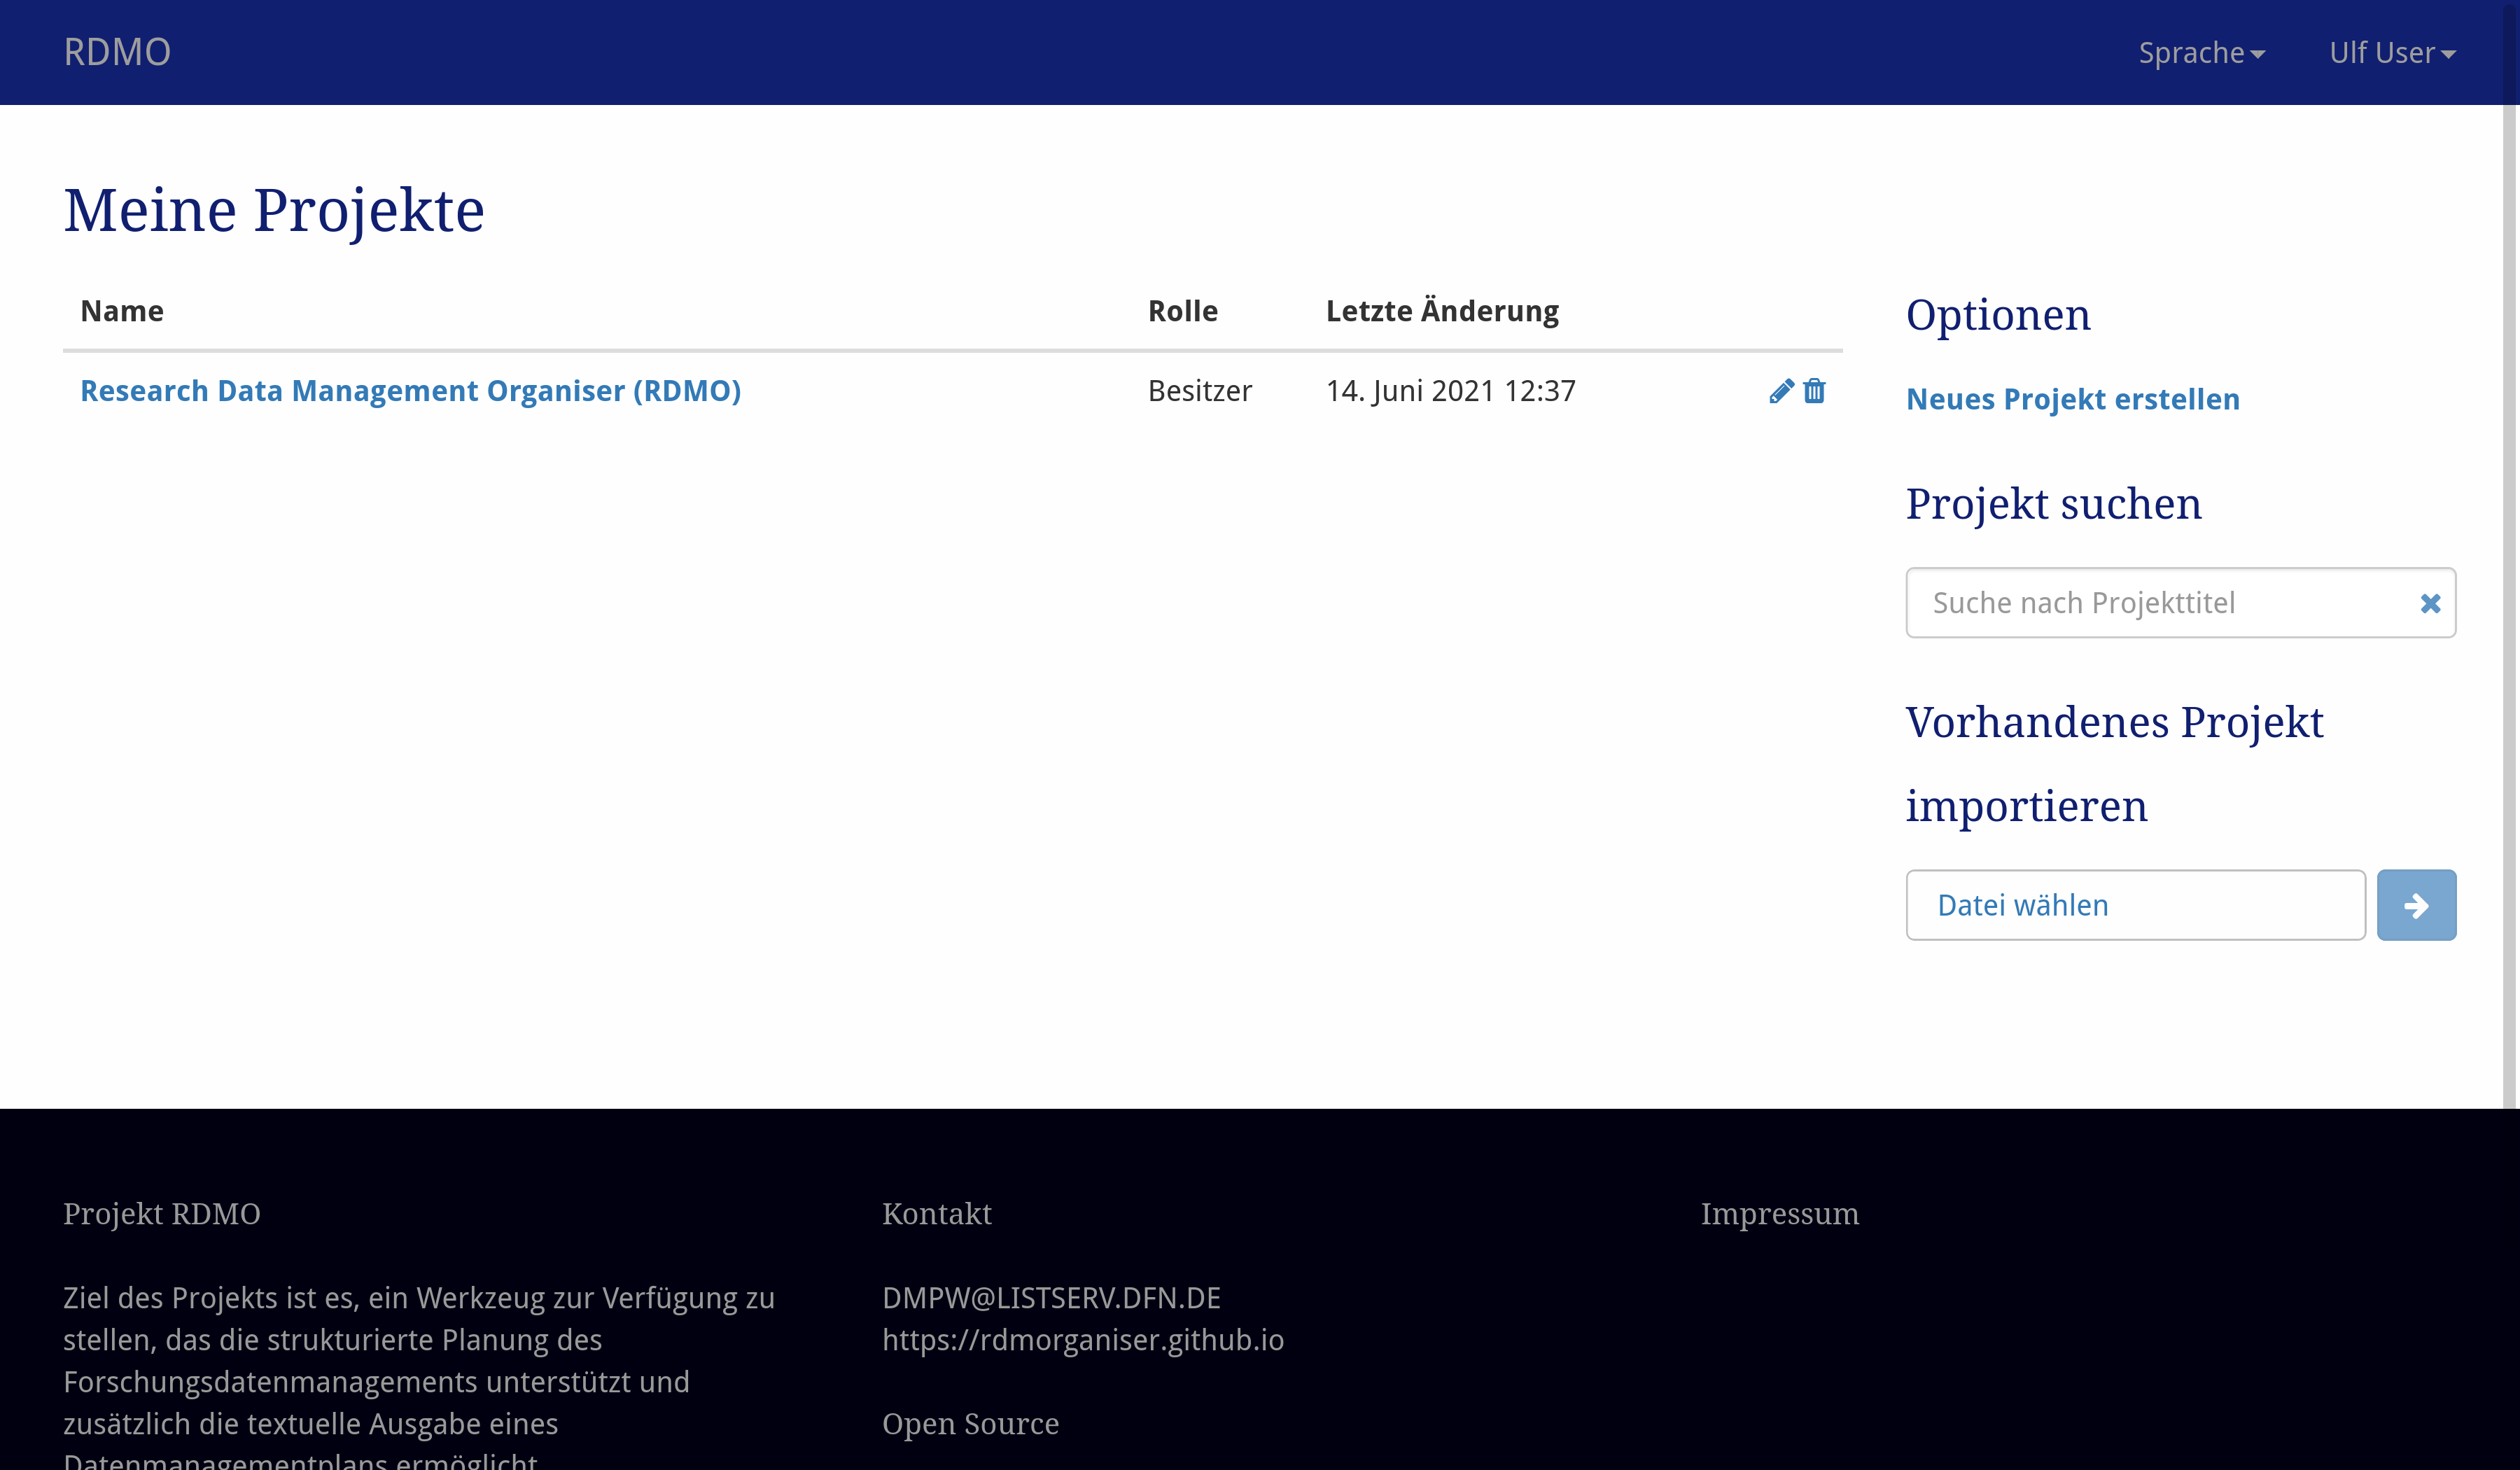 RDMO
Sprache
Ulf User
Meine Projekte
Name Rolle Letzte Änderung
Research Data Management Organiser (RDMO) Besitzer 14. Juni 2021 12:37
Optionen
Neues Projekt erstellen
Projekt suchen
Suche nach Projekttitel
Vorhandenes Projekt
importieren
Datei wählen
Projekt RDMO
Ziel des Projekts ist es, ein Werkzeug zur Verfügung zu
stellen, das die strukturierte Planung des
Forschungsdatenmanagements unterstützt und
zusätzlich die textuelle Ausgabe eines
Datenmanagementplans ermöglicht
Kontakt
DMPW@LISTSERV.DFN.DE
https://rdmorganiser.github.io
Open Source
Impressum